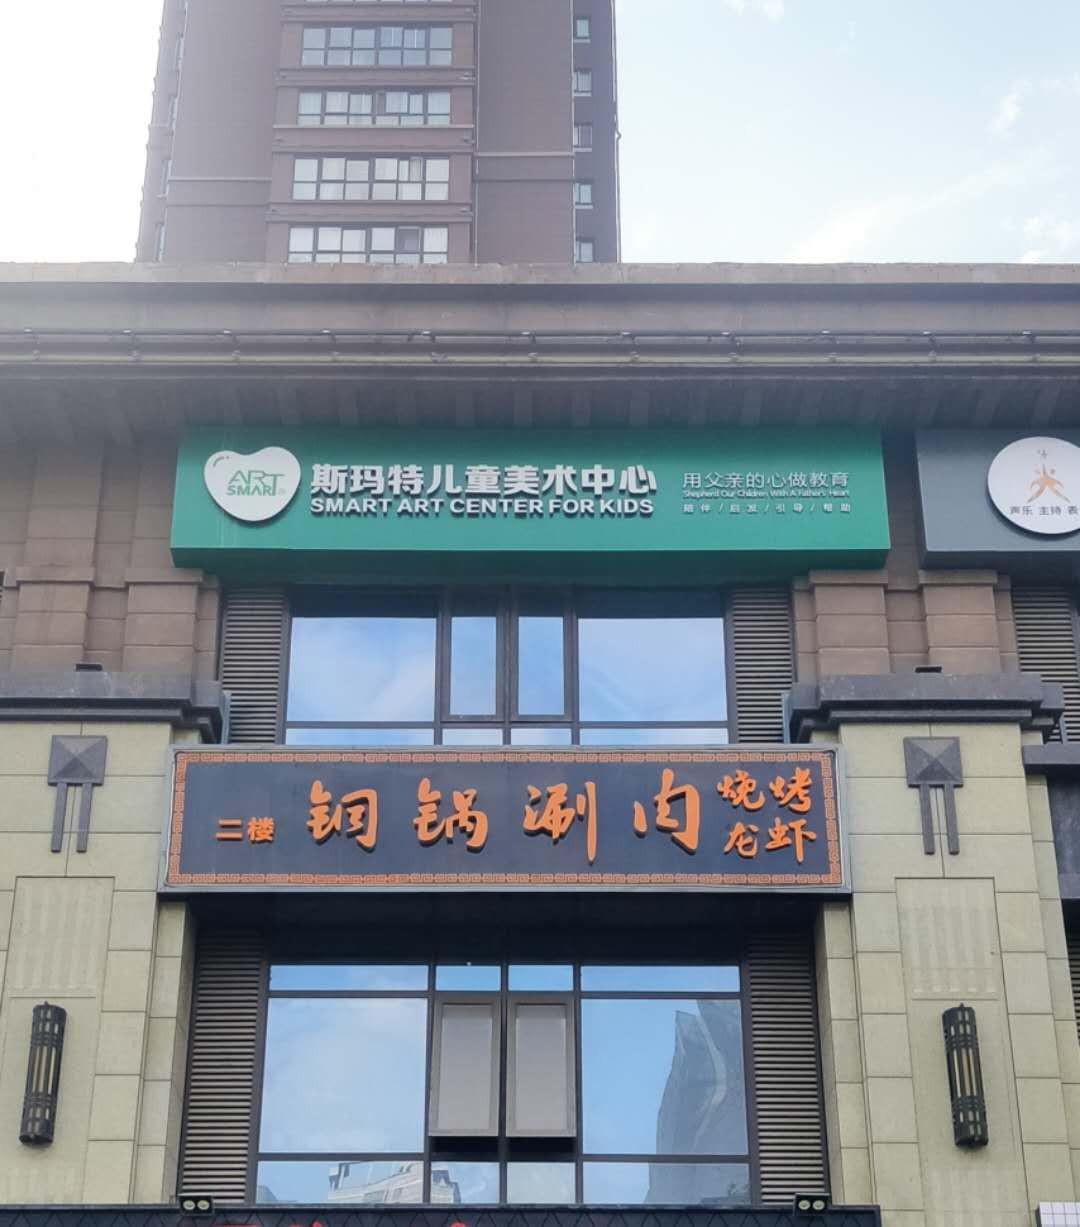 ART
SMART
斯玛特儿童美术中心
SMART ART CENTER FOR KIDS
用父亲的心做教育
Shepherd Our Children With A Father's Heart
陪伴/启发/引导/帮助
声乐 主持 表
二楼 铜锅涮肉 烧烤
龙虾